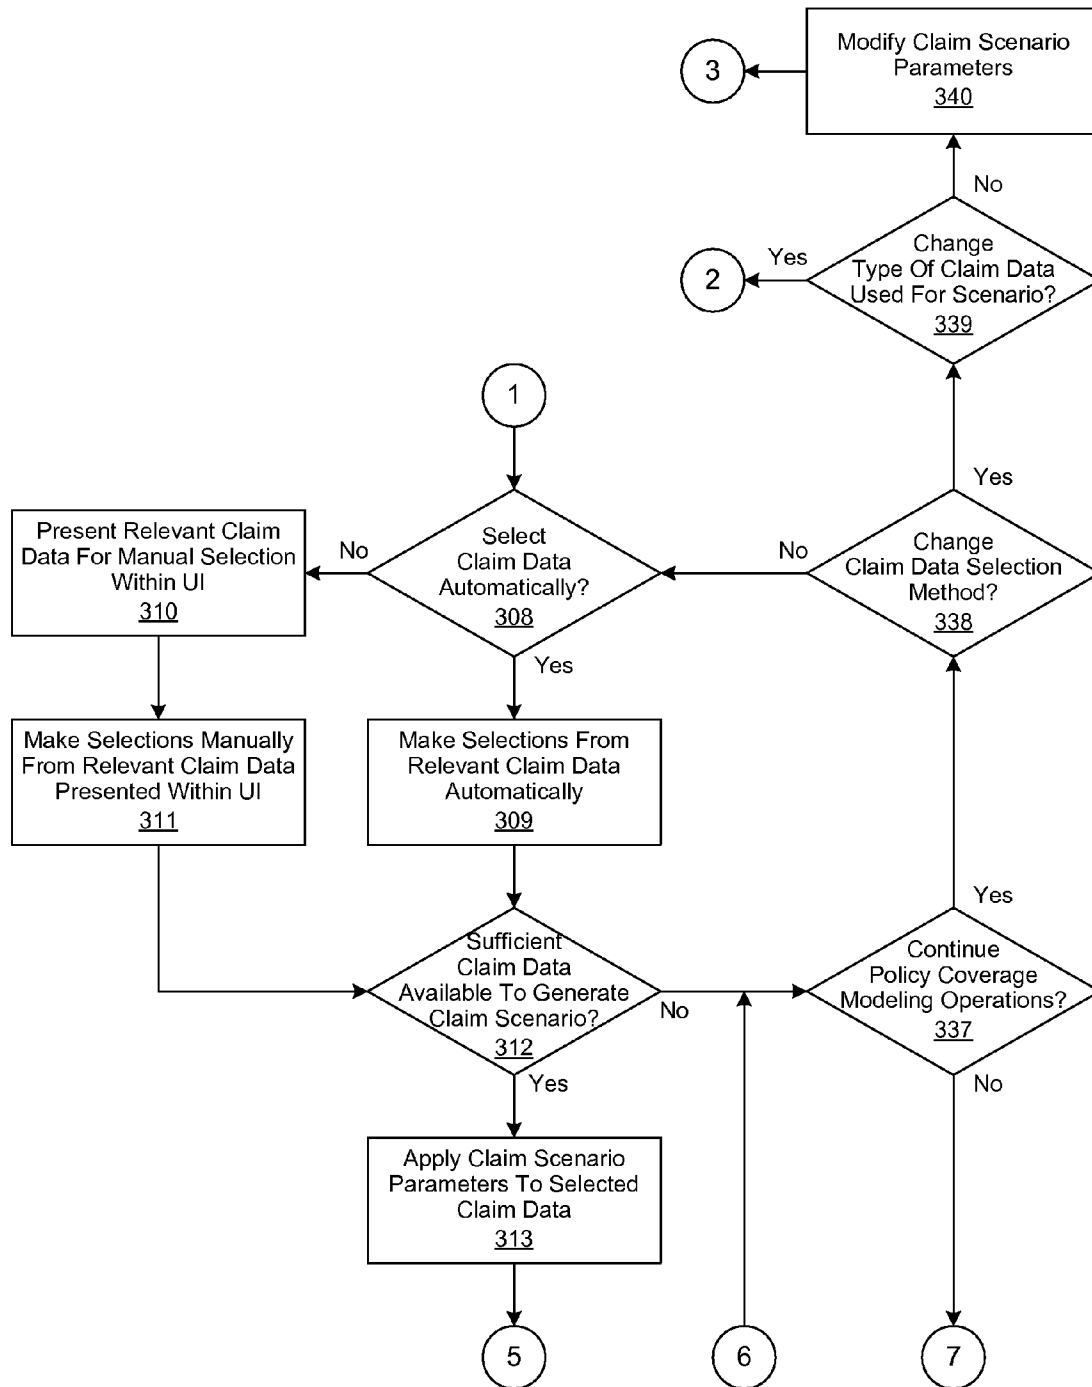 Modify Claim Scenario
Parameters
340
3
No
Change
Type Of Claim Data
Used For Scenario?
339
Yes
2
1
Yes
Present Relevant Claim
Data For Manual Selection
Within UI
310
No
Select
Claim Data
Automatically?
308
No
Change
Claim Data Selection
Method?
338
Yes
Make Selections Manually
From Relevant Claim Data
Presented Within UI
311
Make Selections From
Relevant Claim Data
Automatically
309
Yes
Sufficient
Claim Data
Available To Generate
Claim Scenario?
312
No
Continue
Policy Coverage
Modeling Operations?
337
Yes
No
Apply Claim Scenario
Parameters To Selected
Claim Data
313
5
6
7